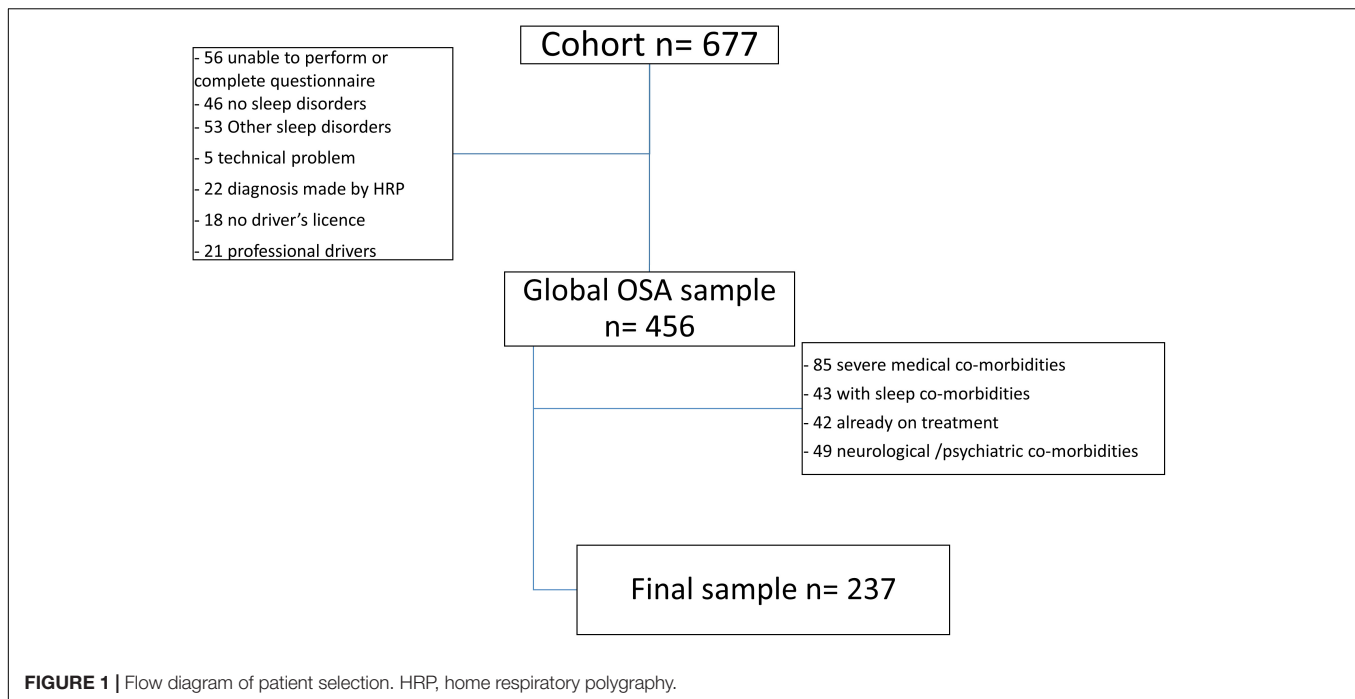 Cohort n= 677
- 56 unable to perform or
complete questionnaire
- 46 no sleep disorders
- 53 Other sleep disorders
- 5 technical problem
- 22 diagnosis made by HRP
- 18 no driver's licence
- 21 professional drivers
Global OSA sample
n= 456
- 85 severe medical co-morbidities
- 43 with sleep co-morbidities
- 42 already on treatment
- 49 neurological /psychiatric co-morbidities
Final sample n= 237
FIGURE 1 | Flow diagram of patient selection. HRP, home respiratory polygraphy.